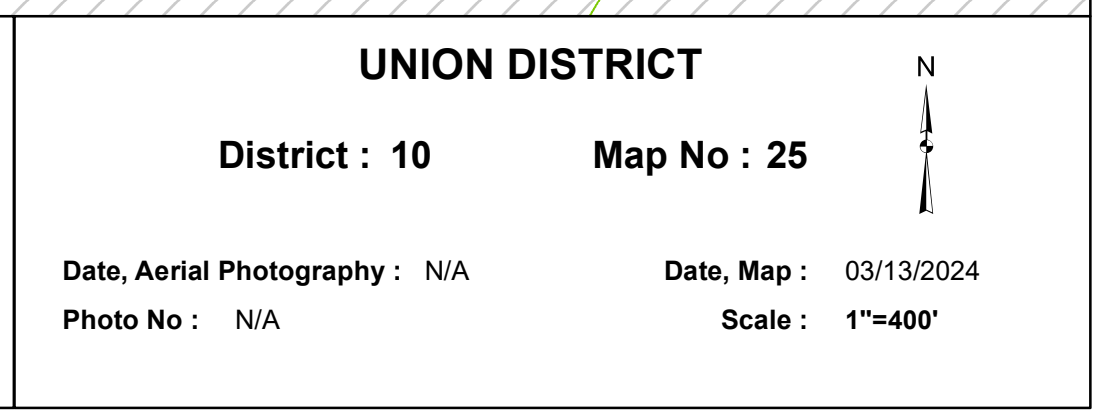 UNION DISTRICT
N
District : 10 Map No : 25
Date, Aerial Photography : N/A Date, Map : 03/13/2024
Photo No : N/A Scale : 1"=400'